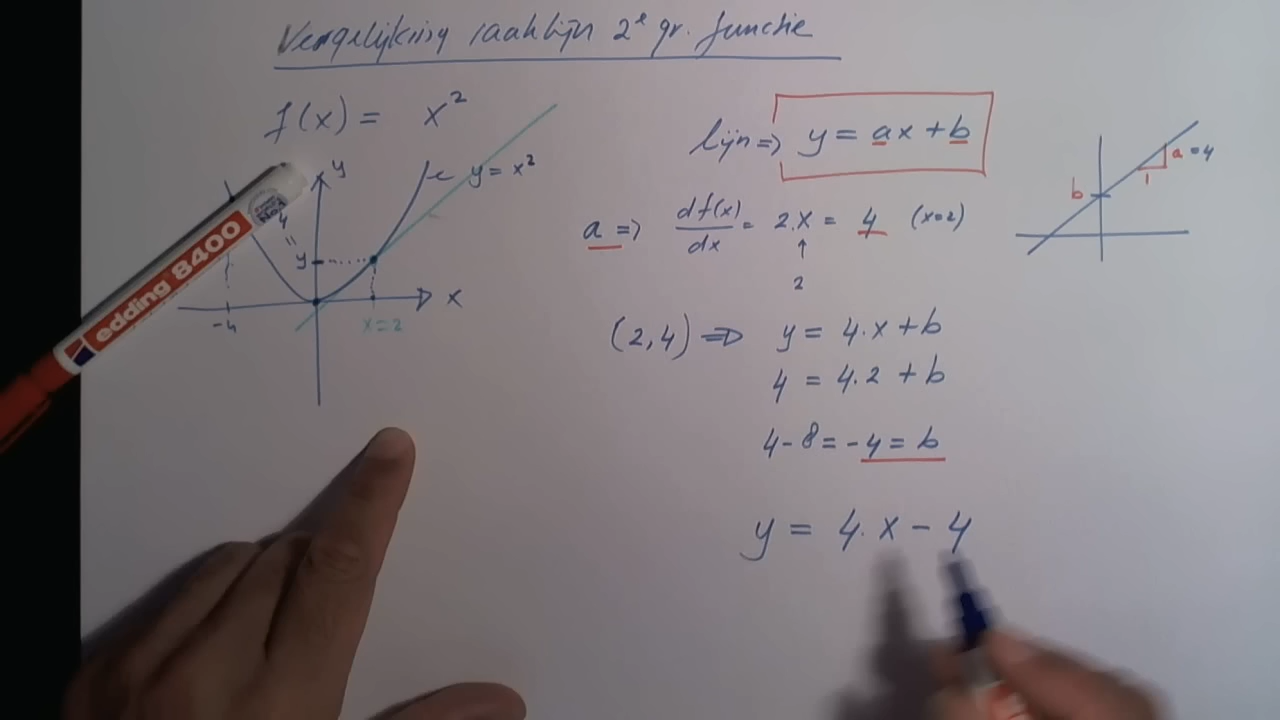 Vergelijking raaklijn 2e gr. functie
f(x) = x²
y
y = x²
4
=
y
x
-4
x=2
edding 8400
lijn => y = ax + b
a => df(x)/dx = 2.x = 4 (x=2)
↑
2
(2,4) => y = 4.x + b
4 = 4.2 + b
4-8 = -4 = b
y = 4.x - 4
a = 4
1
b